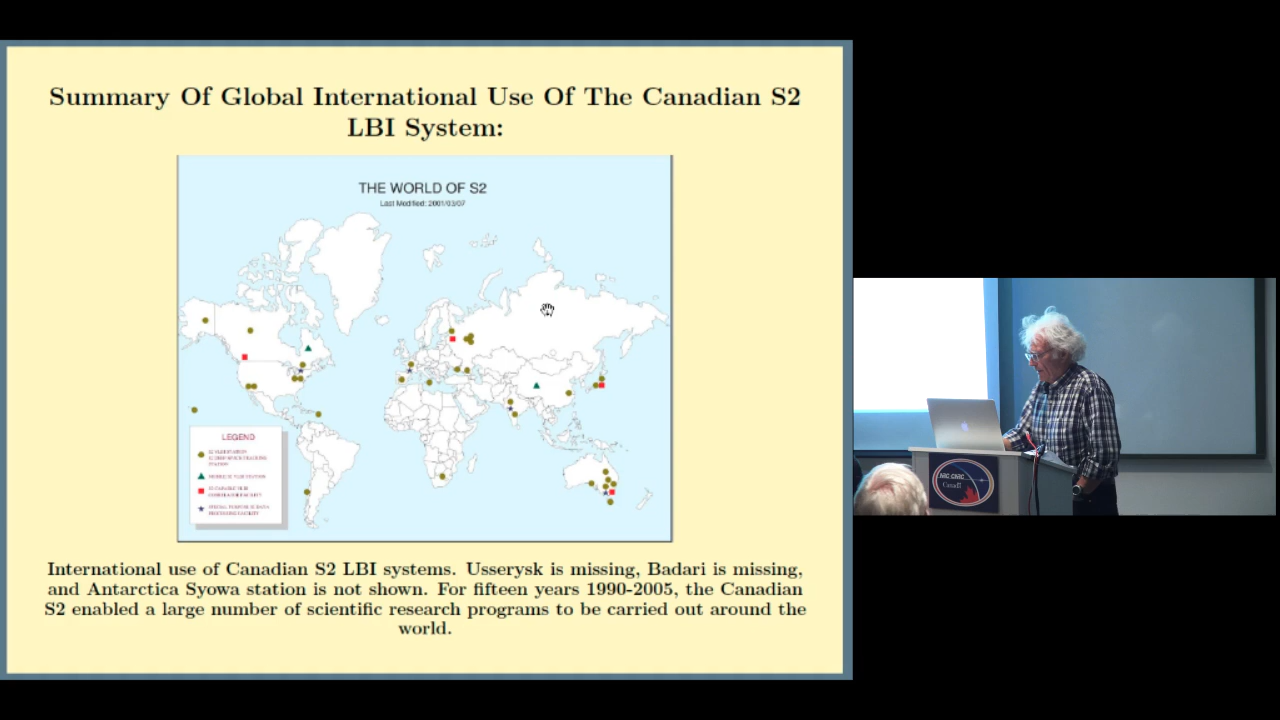 Summary Of Global International Use Of The Canadian S2
LBI System:
THE WORLD OF S2
Last Modified: 2001/03/07
LEGEND
International use of Canadian S2 LBI systems. Usserysk is missing, Badari is missing,
and Antarctica Syowa station is not shown. For fifteen years 1990-2005, the Canadian
S2 enabled a large number of scientific research programs to be carried out around the
world.
NRC CNRC
Canada